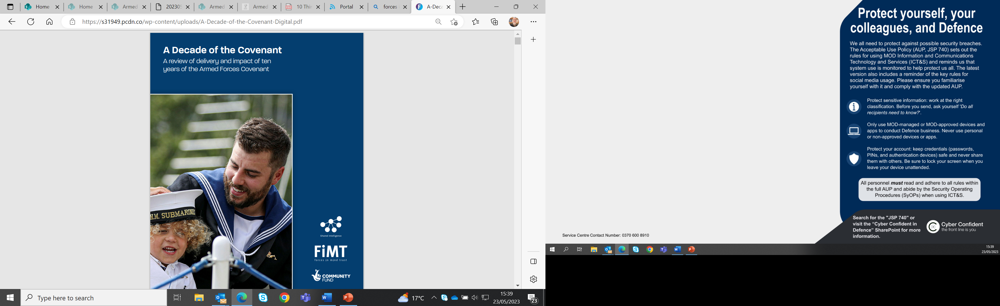 Home
Home
Armed
20230
Armed
Armed
10 Thin
Portal
forces
A-Deca
https://s31949.pcdn.co/wp-content/uploads/A-Decade-of-the-Covenant-Digital.pdf
A Decade of the Covenant
A review of delivery and impact of ten
years of the Armed Forces Covenant
H.M. SUBMARINES
Shared Intelligence
FiMT
forces in mind trust
COMMUNITY
FUND
Type here to search
17°C
15:39
23/05/2023
23
Protect yourself, your
colleagues, and Defence
We all need to protect against possible security breaches.
The Acceptable Use Policy (AUP, JSP 740) sets out the
rules for using MOD Information and Communications
Technology and Services (ICT&S) and reminds us that
system use is monitored to help protect us all. The latest
version also includes a reminder of the key rules for
social media usage. Please ensure you familiarise
yourself with it and comply with the updated AUP.
Protect sensitive information: work at the right
classification. Before you send, ask yourself 'Do all
recipients need to know?'.
Only use MOD-managed or MOD-approved devices and
apps to conduct Defence business. Never use personal
or non-approved devices or apps.
Protect your account: keep credentials (passwords,
PINs, and authentication devices) safe and never share
them with others. Be sure to lock your screen when you
leave your device unattended.
All personnel must read and adhere to all rules within
the full AUP and abide by the Security Operating
Procedures (SyOPs) when using ICT&S.
Search for the "JSP 740" or
visit the “Cyber Confident in
Defence” SharePoint for more
information.
Cyber Confident
the front line is you
Service Centre Contact Number: 0370 600 8910
15:39
23/05/2023